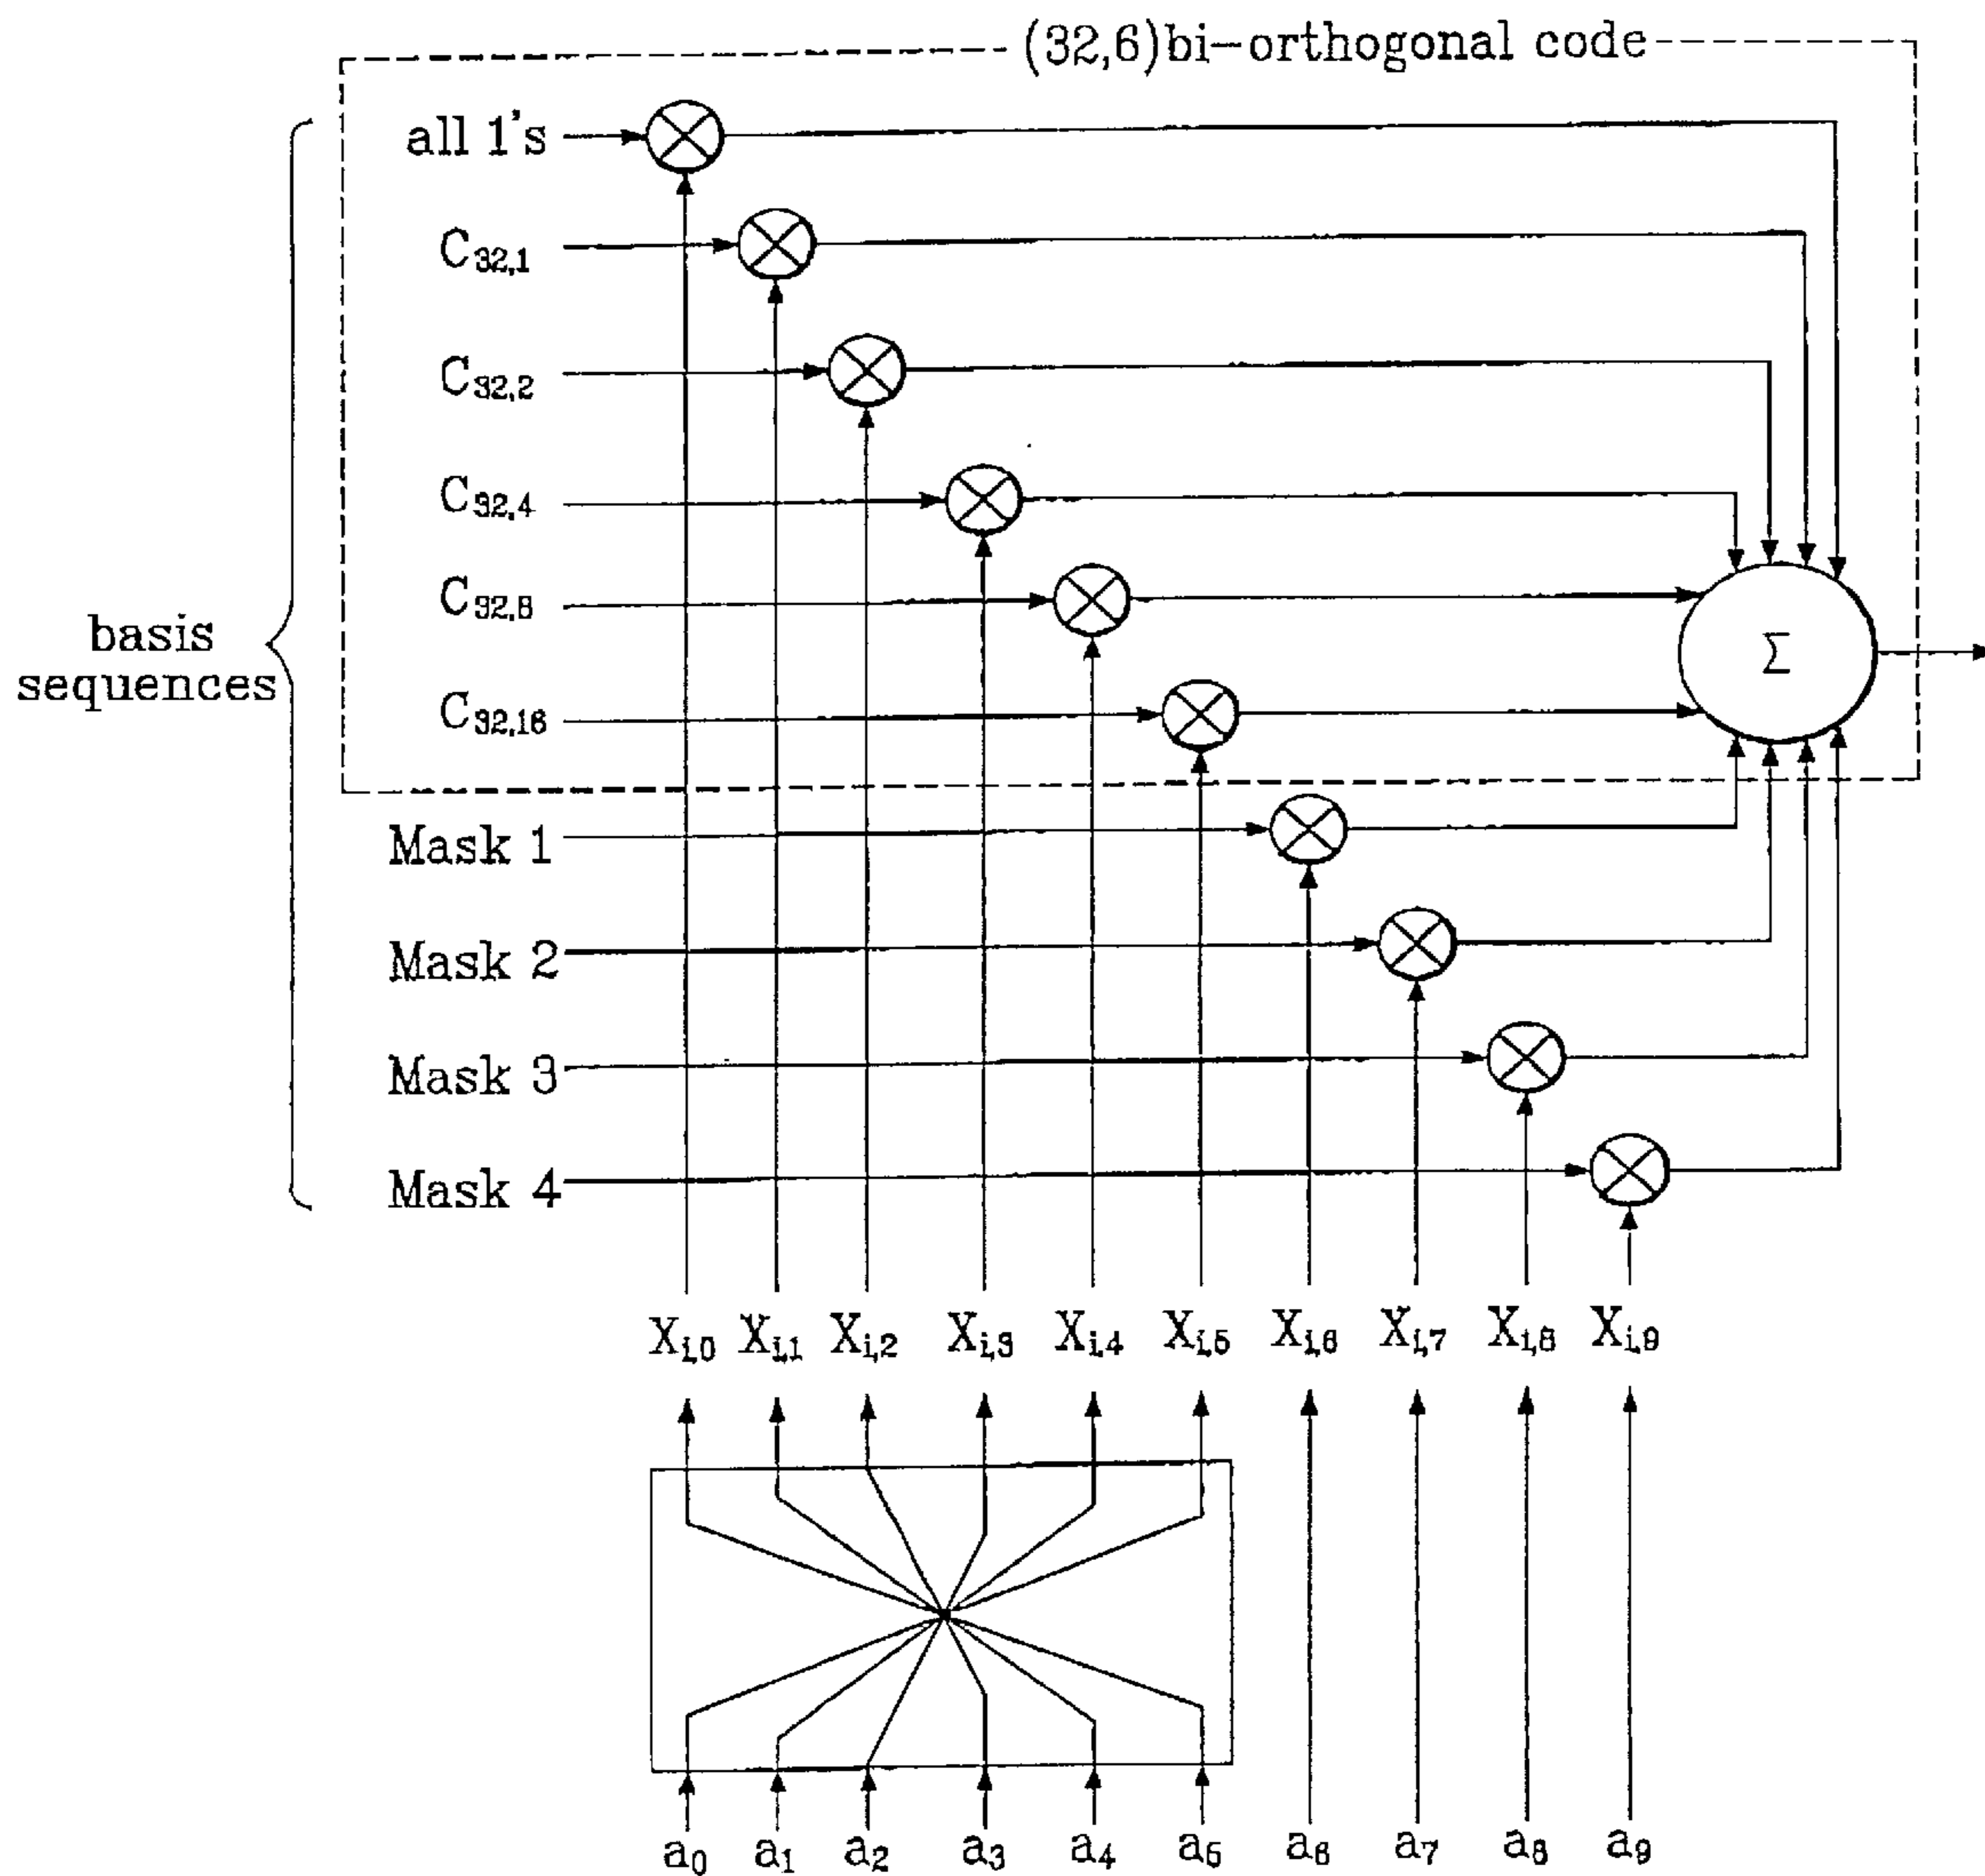 (32,6)bi-orthogonal code
all 1's
C32,1
C32,2
C32,4
C32,8
basis
sequences
C32,16
Σ
Mask 1
Mask 2
Mask 3
Mask 4
Xi,0 Xi,1 Xi,2 Xi,3 Xi,4 Xi,5 Xi,6 Xi,7 Xi,8 Xi,9
a0 a1 a2 a3 a4 a5 a6 a7 a8 a9